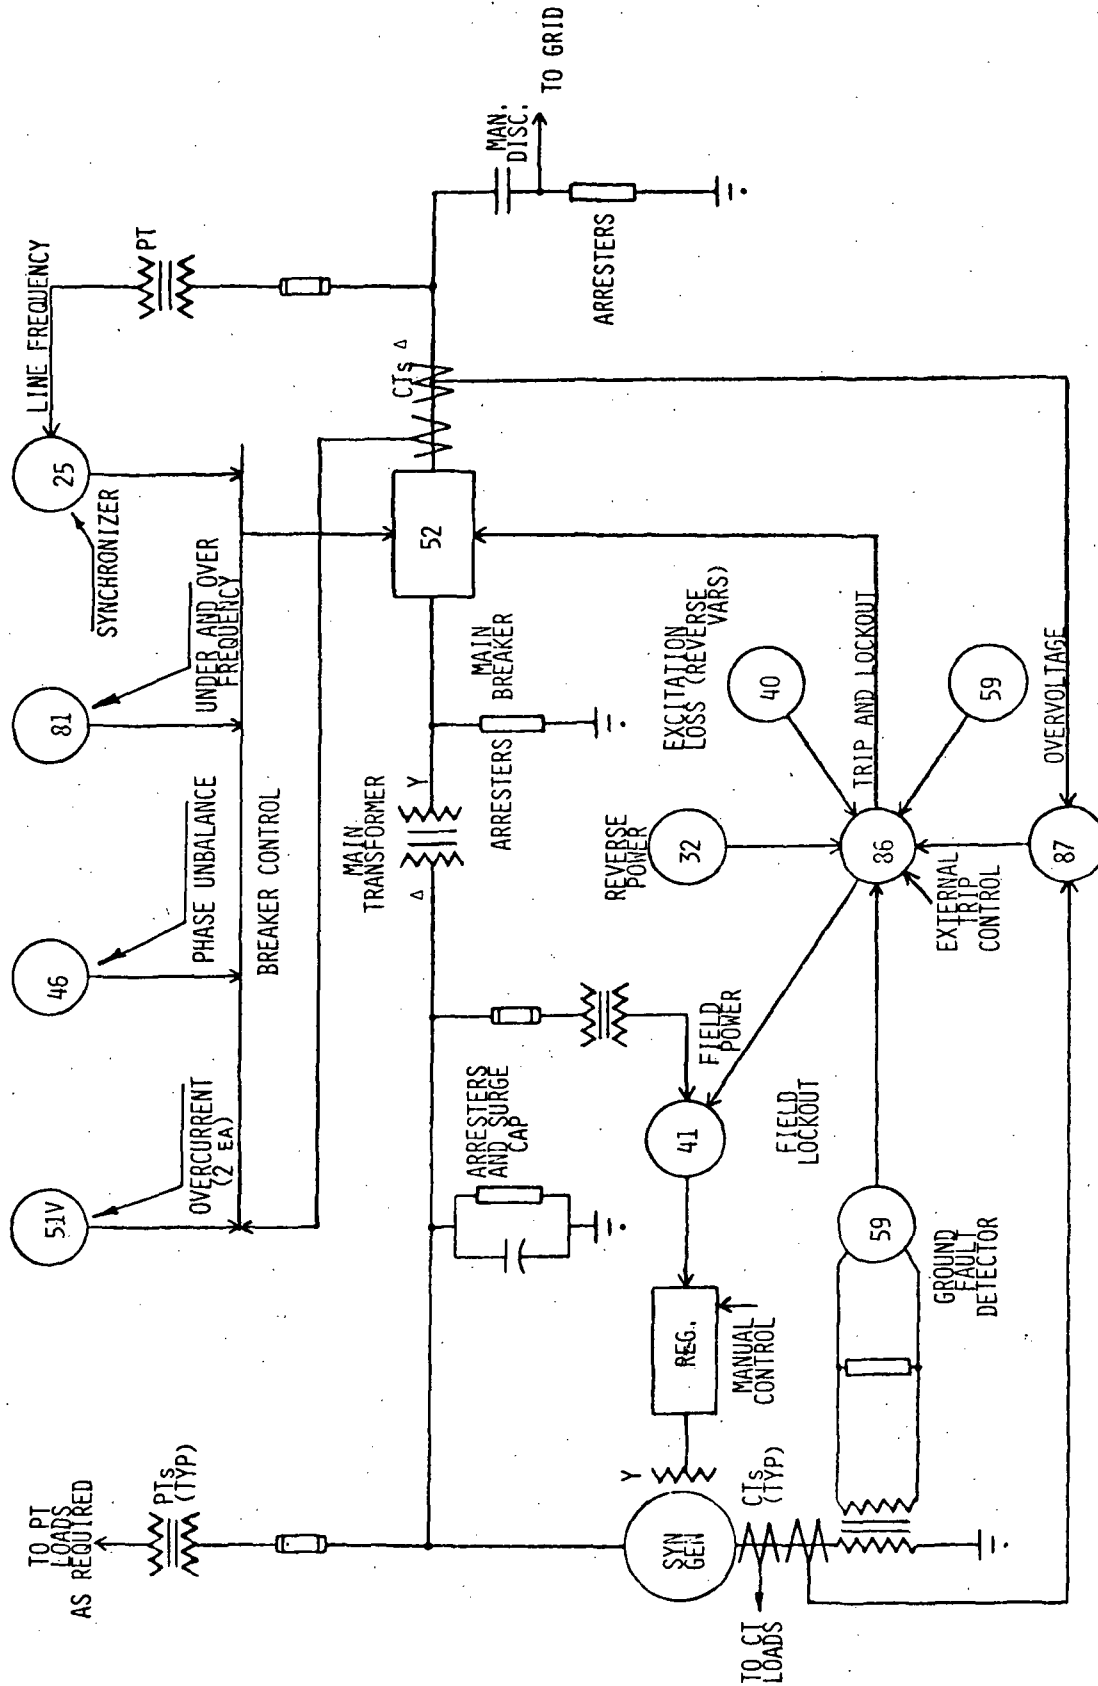 TO PT
LOADS
AS REQUIRED
PTs
(TYP)
51V
OVERCURRENT
(2 EA)
46
PHASE UNBALANCE
81
UNDER AND OVER
FREQUENCY
25
SYNCHRONIZER
LINE FREQUENCY
PT
BREAKER CONTROL
MAIN
TRANSFORMER
Δ
Y
ARRESTERS
MAIN
BREAKER
52
CTs
Δ
MAN.
DISC.
TO GRID
ARRESTERS
ARRESTERS
AND SURGE
CAP
SYN
GEN
Y
REG.
MANUAL
CONTROL
41
FIELD
POWER
FIELD
LOCKOUT
REVERSE
POWER
32
EXCITATION
LOSS (REVERSE
VARS)
40
TRIP AND LOCKOUT
86
59
OVERVOLTAGE
EXTERNAL
TRIP
CONTROL
87
59
GROUND
FAULT
DETECTOR
CTs
(TYP)
TO CT
LOADS